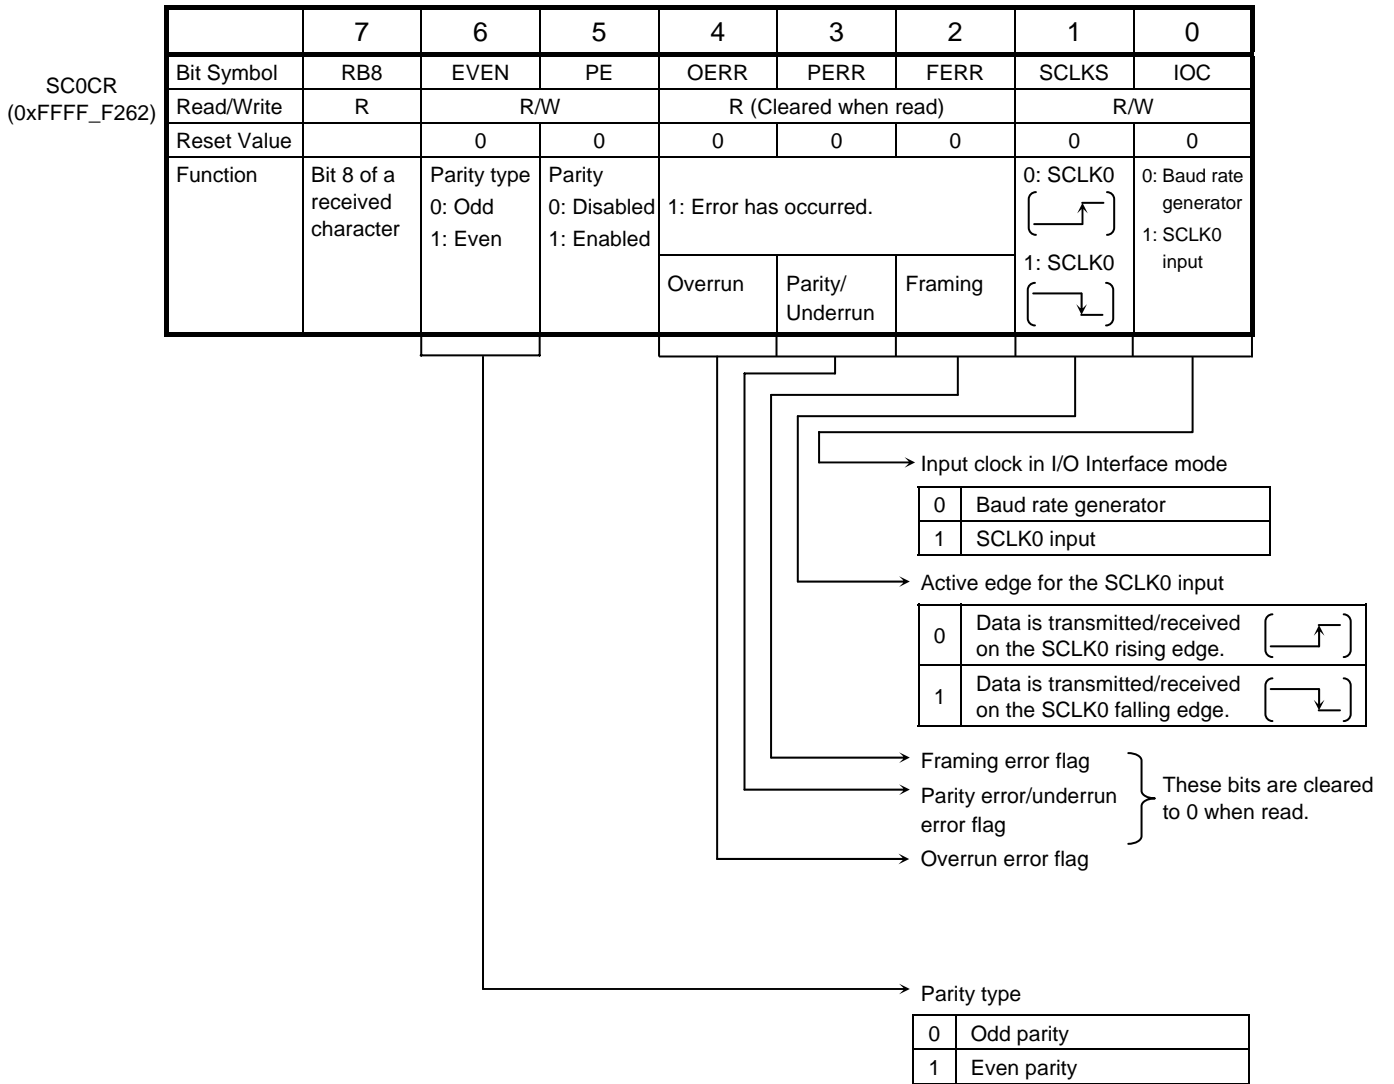 SC0CR
(0xFFFF_F262)
7 6 5 4 3 2 1 0
Bit Symbol RB8 EVEN PE OERR PERR FERR SCLKS IOC
Read/Write R R/W R (Cleared when read) R/W
Reset Value 0 0 0 0 0 0 0
Function
Bit 8 of a
received
character
Parity type
0: Odd
1: Even
Parity
0: Disabled
1: Enabled
1: Error has occurred.
Overrun
Parity/
Underrun
Framing
0: SCLK0
1: SCLK0
0: Baud rate
generator
1: SCLK0
input
Input clock in I/O Interface mode
0 Baud rate generator
1 SCLK0 input
Active edge for the SCLK0 input
0 Data is transmitted/received
on the SCLK0 rising edge.
1 Data is transmitted/received
on the SCLK0 falling edge.
Framing error flag
Parity error/underrun
error flag
Overrun error flag
These bits are cleared
to 0 when read.
Parity type
0 Odd parity
1 Even parity